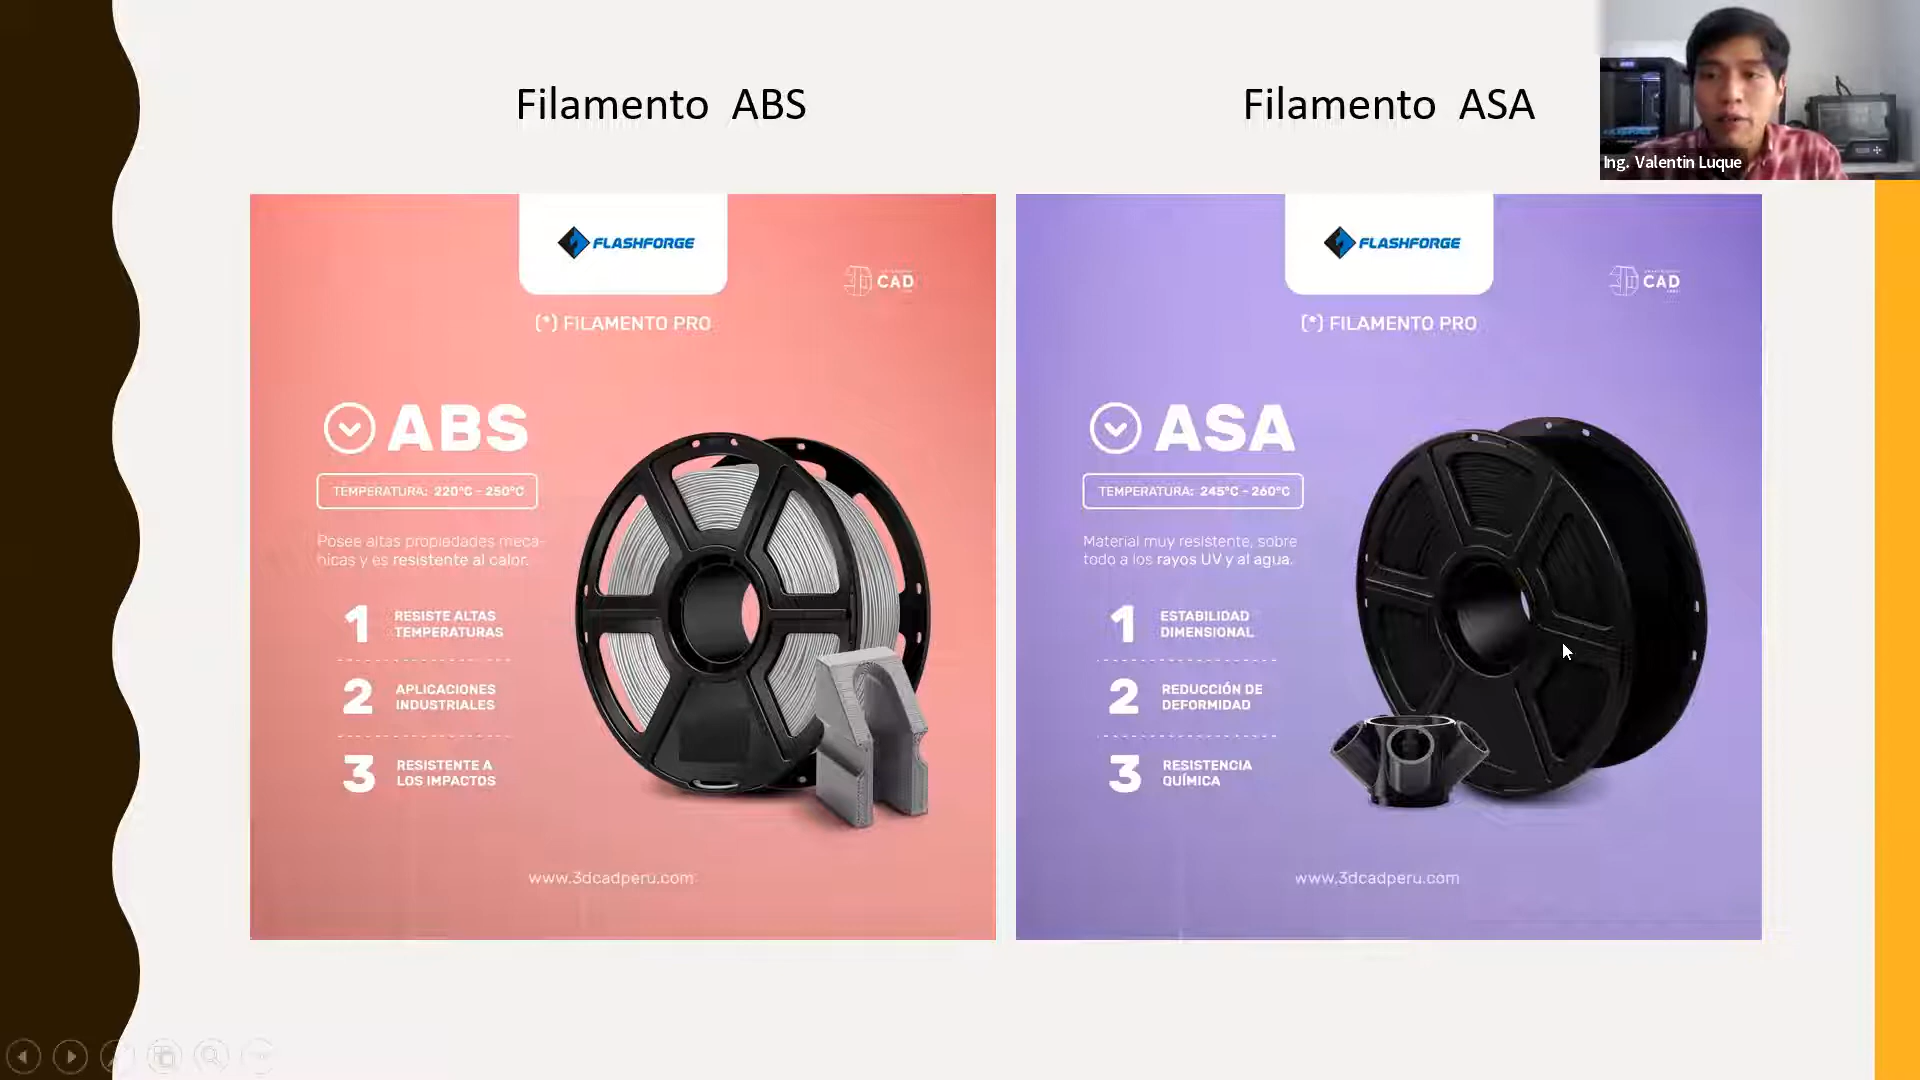 Filamento ABS
Filamento ASA
Ing. Valentin Luque
FLASHFORGE
CAD
(*) FILAMENTO PRO
ABS
TEMPERATURA: 220°C - 250°C
Posee altas propiedades mecá-
nicas y es resistente al calor.
1 RESISTE ALTAS
TEMPERATURAS
2 APLICACIONES
INDUSTRIALES
3 RESISTENTE A
LOS IMPACTOS
www.3dcadperu.com
FLASHFORGE
CAD
(*) FILAMENTO PRO
ASA
TEMPERATURA: 245°C - 260°C
Material muy resistente, sobre
todo a los rayos UV y al agua.
1 ESTABILIDAD
DIMENSIONAL
2 REDUCCIÓN DE
DEFORMIDAD
3 RESISTENCIA
QUÍMICA
www.3dcadperu.com